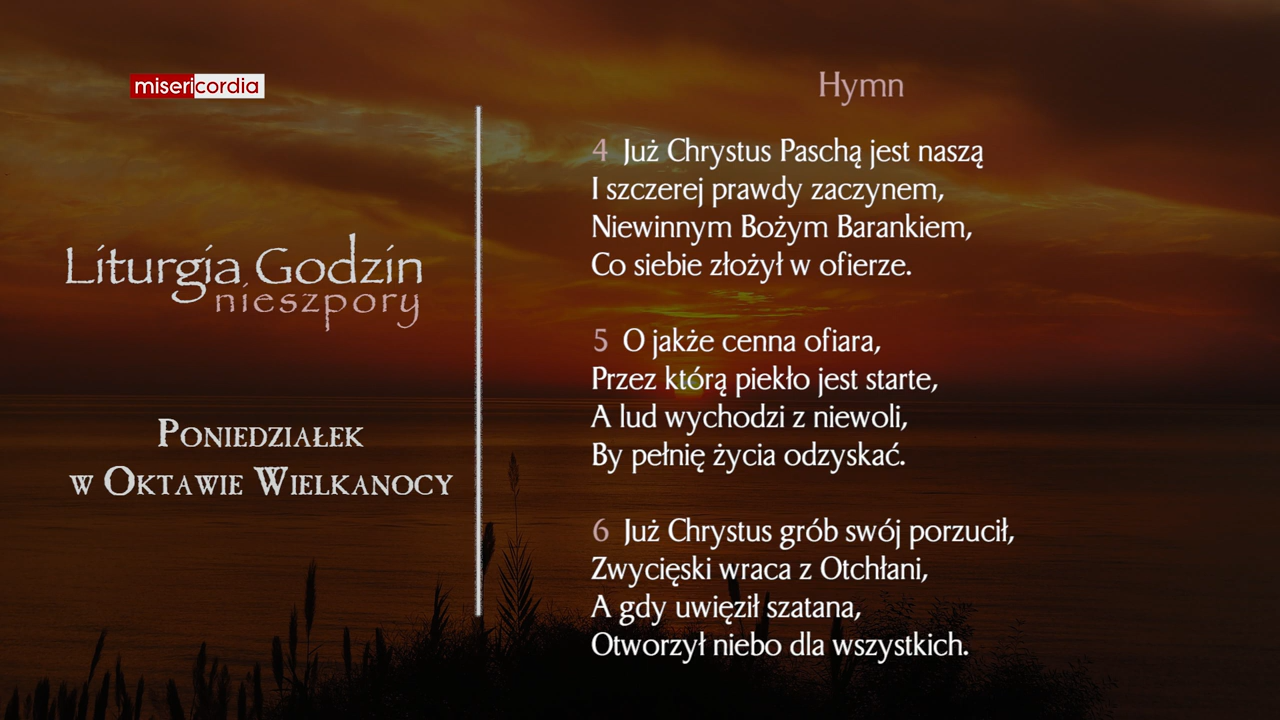 misericordia
Liturgia Godzin
nieszpory
Poniedziałek
w Oktawie Wielkanocy
Hymn
4 Już Chrystus Paschą jest naszą
I szczerej prawdy zaczynem,
Niewinnym Bożym Barankiem,
Co siebie złożył w ofierze.
5 O jakże cenna ofiara,
Przez którą piekło jest starte,
A lud wychodzi z niewoli,
By pełnię życia odzyskać.
6 Już Chrystus grób swój porzucił,
Zwycięski wraca z Otchłani,
A gdy uwięził szatana,
Otworzył niebo dla wszystkich.